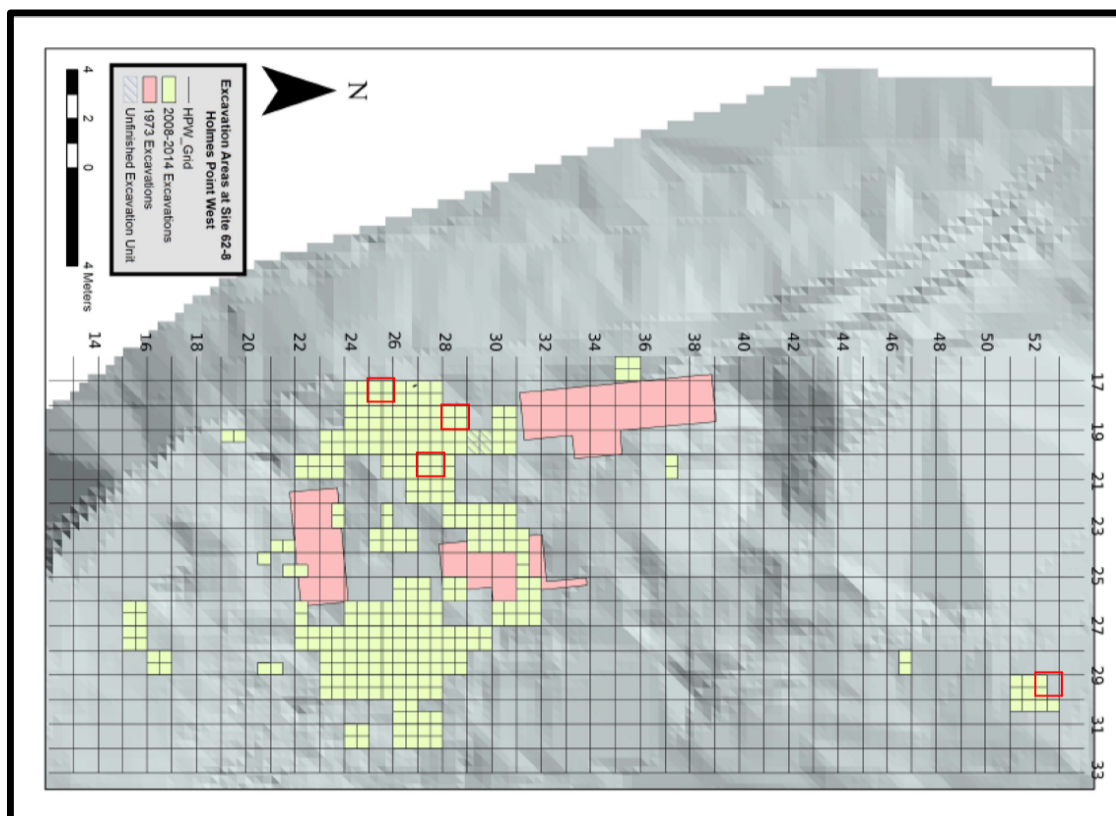 N
Excavation Areas at Site 62-8
Holmes Point West
HPW_Grid
2008-2014 Excavations
1973 Excavations
Unfinished Excavation Unit
4 2 0 4 Meters
14 16 18 20 22 24 26 28 32 34 36 38 40 42 44 46 48 50 52
17
19
21
23
25
27
29
31
33